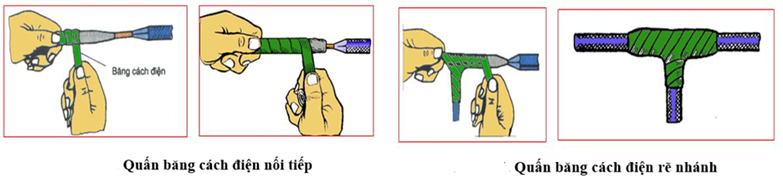 Băng cách điện
Quấn băng cách điện nối tiếp
Quấn băng cách điện rẽ nhánh